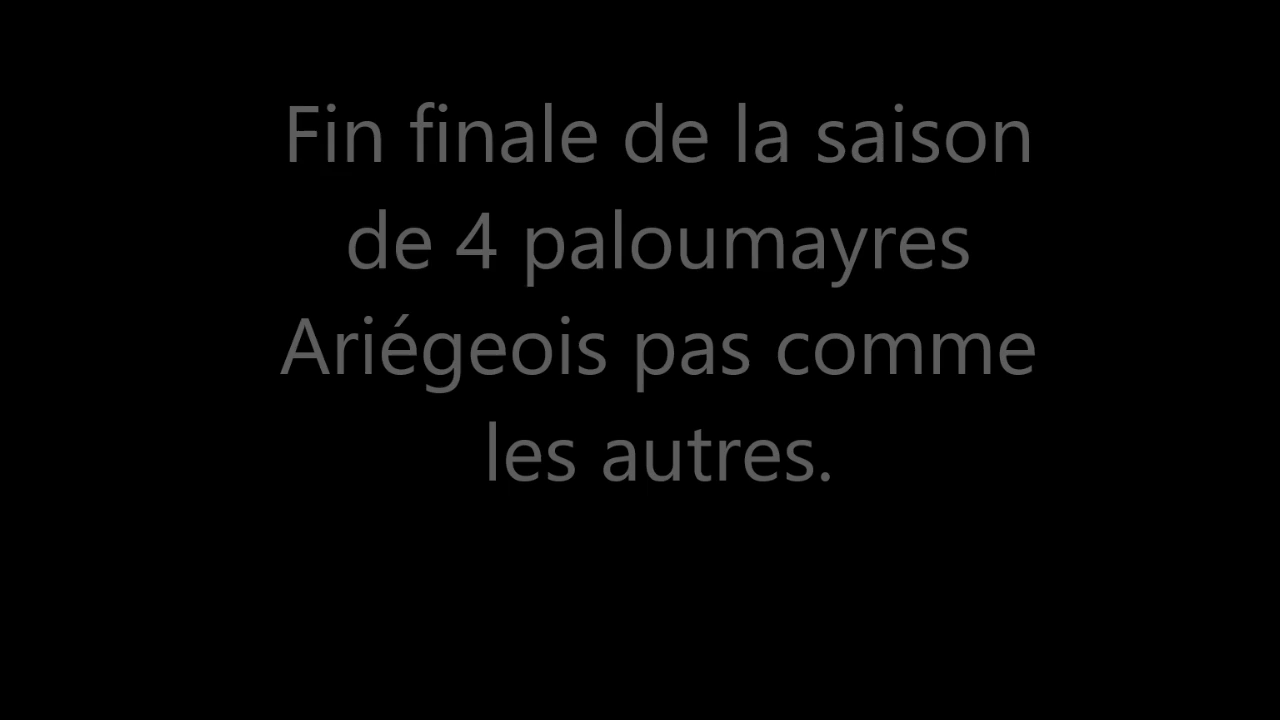 Fin finale de la saison
de 4 paloumayres
Ariégeois pas comme
les autres.